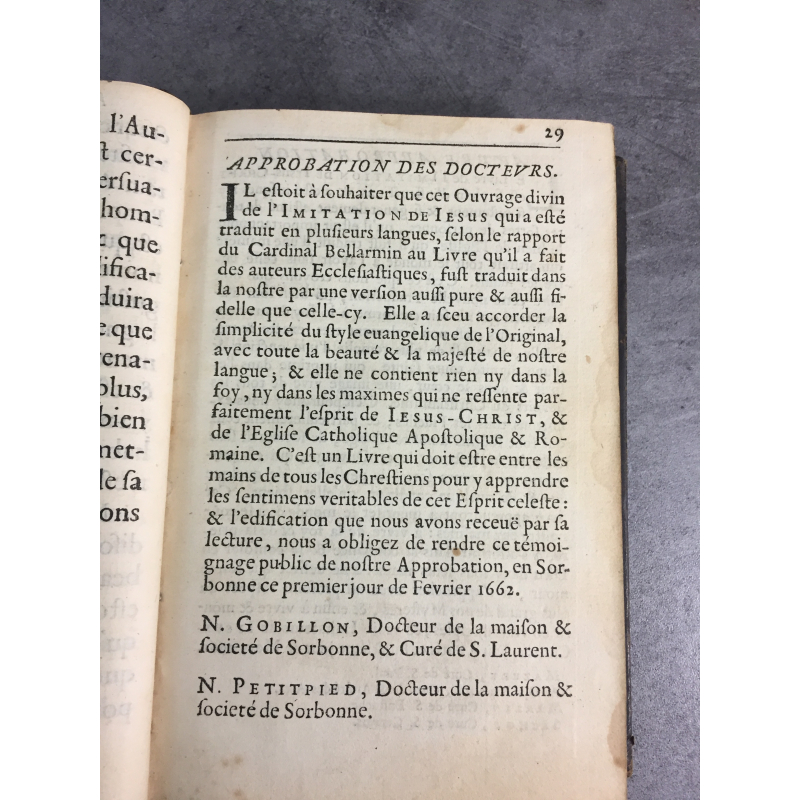 l'Au-
t cer-
ersua-
hom-
que
lifica-
duira
e que
rena-
plus,
bien
net-
le sa
ons
29
APPROBATION DES DOCTEVRS.
IL eſtoit à ſouhaiter que cet Ouvrage divin
de l'IMITATION DE IESUS qui a eſté
traduit en pluſieurs langues, ſelon le rapport
du Cardinal Bellarmin au Livre qu'il a fait
des auteurs Eccleſiaſtiques, fuſt traduit dans
la noſtre par une verſion auſſi pure & auſſi fi-
delle que celle-cy. Elle a ſceu accorder la
ſimplicité du ſtyle euangelique de l'Original,
avec toute la beauté & la majeſté de noſtre
langue; & elle ne contient rien ny dans la
foy, ny dans les maximes qui ne reſſente par-
faitement l'eſprit de IESUS-CHRIST, &
de l'Egliſe Catholique Apoſtolique & Ro-
maine. C'eſt un Livre qui doit eſtre entre les
mains de tous les Chreſtiens pour y apprendre
les ſentimens veritables de cet Eſprit celeſte:
& l'edification que nous avons receuë par ſa
lecture, nous a obligez de rendre ce témoi-
gnage public de noſtre Approbation, en Sor-
bonne ce premier jour de Fevrier 1662.
N. GOBILLON, Docteur de la maiſon &
ſocieté de Sorbonne, & Curé de S. Laurent.
N. PETITPIED, Docteur de la maiſon &
ſocieté de Sorbonne.